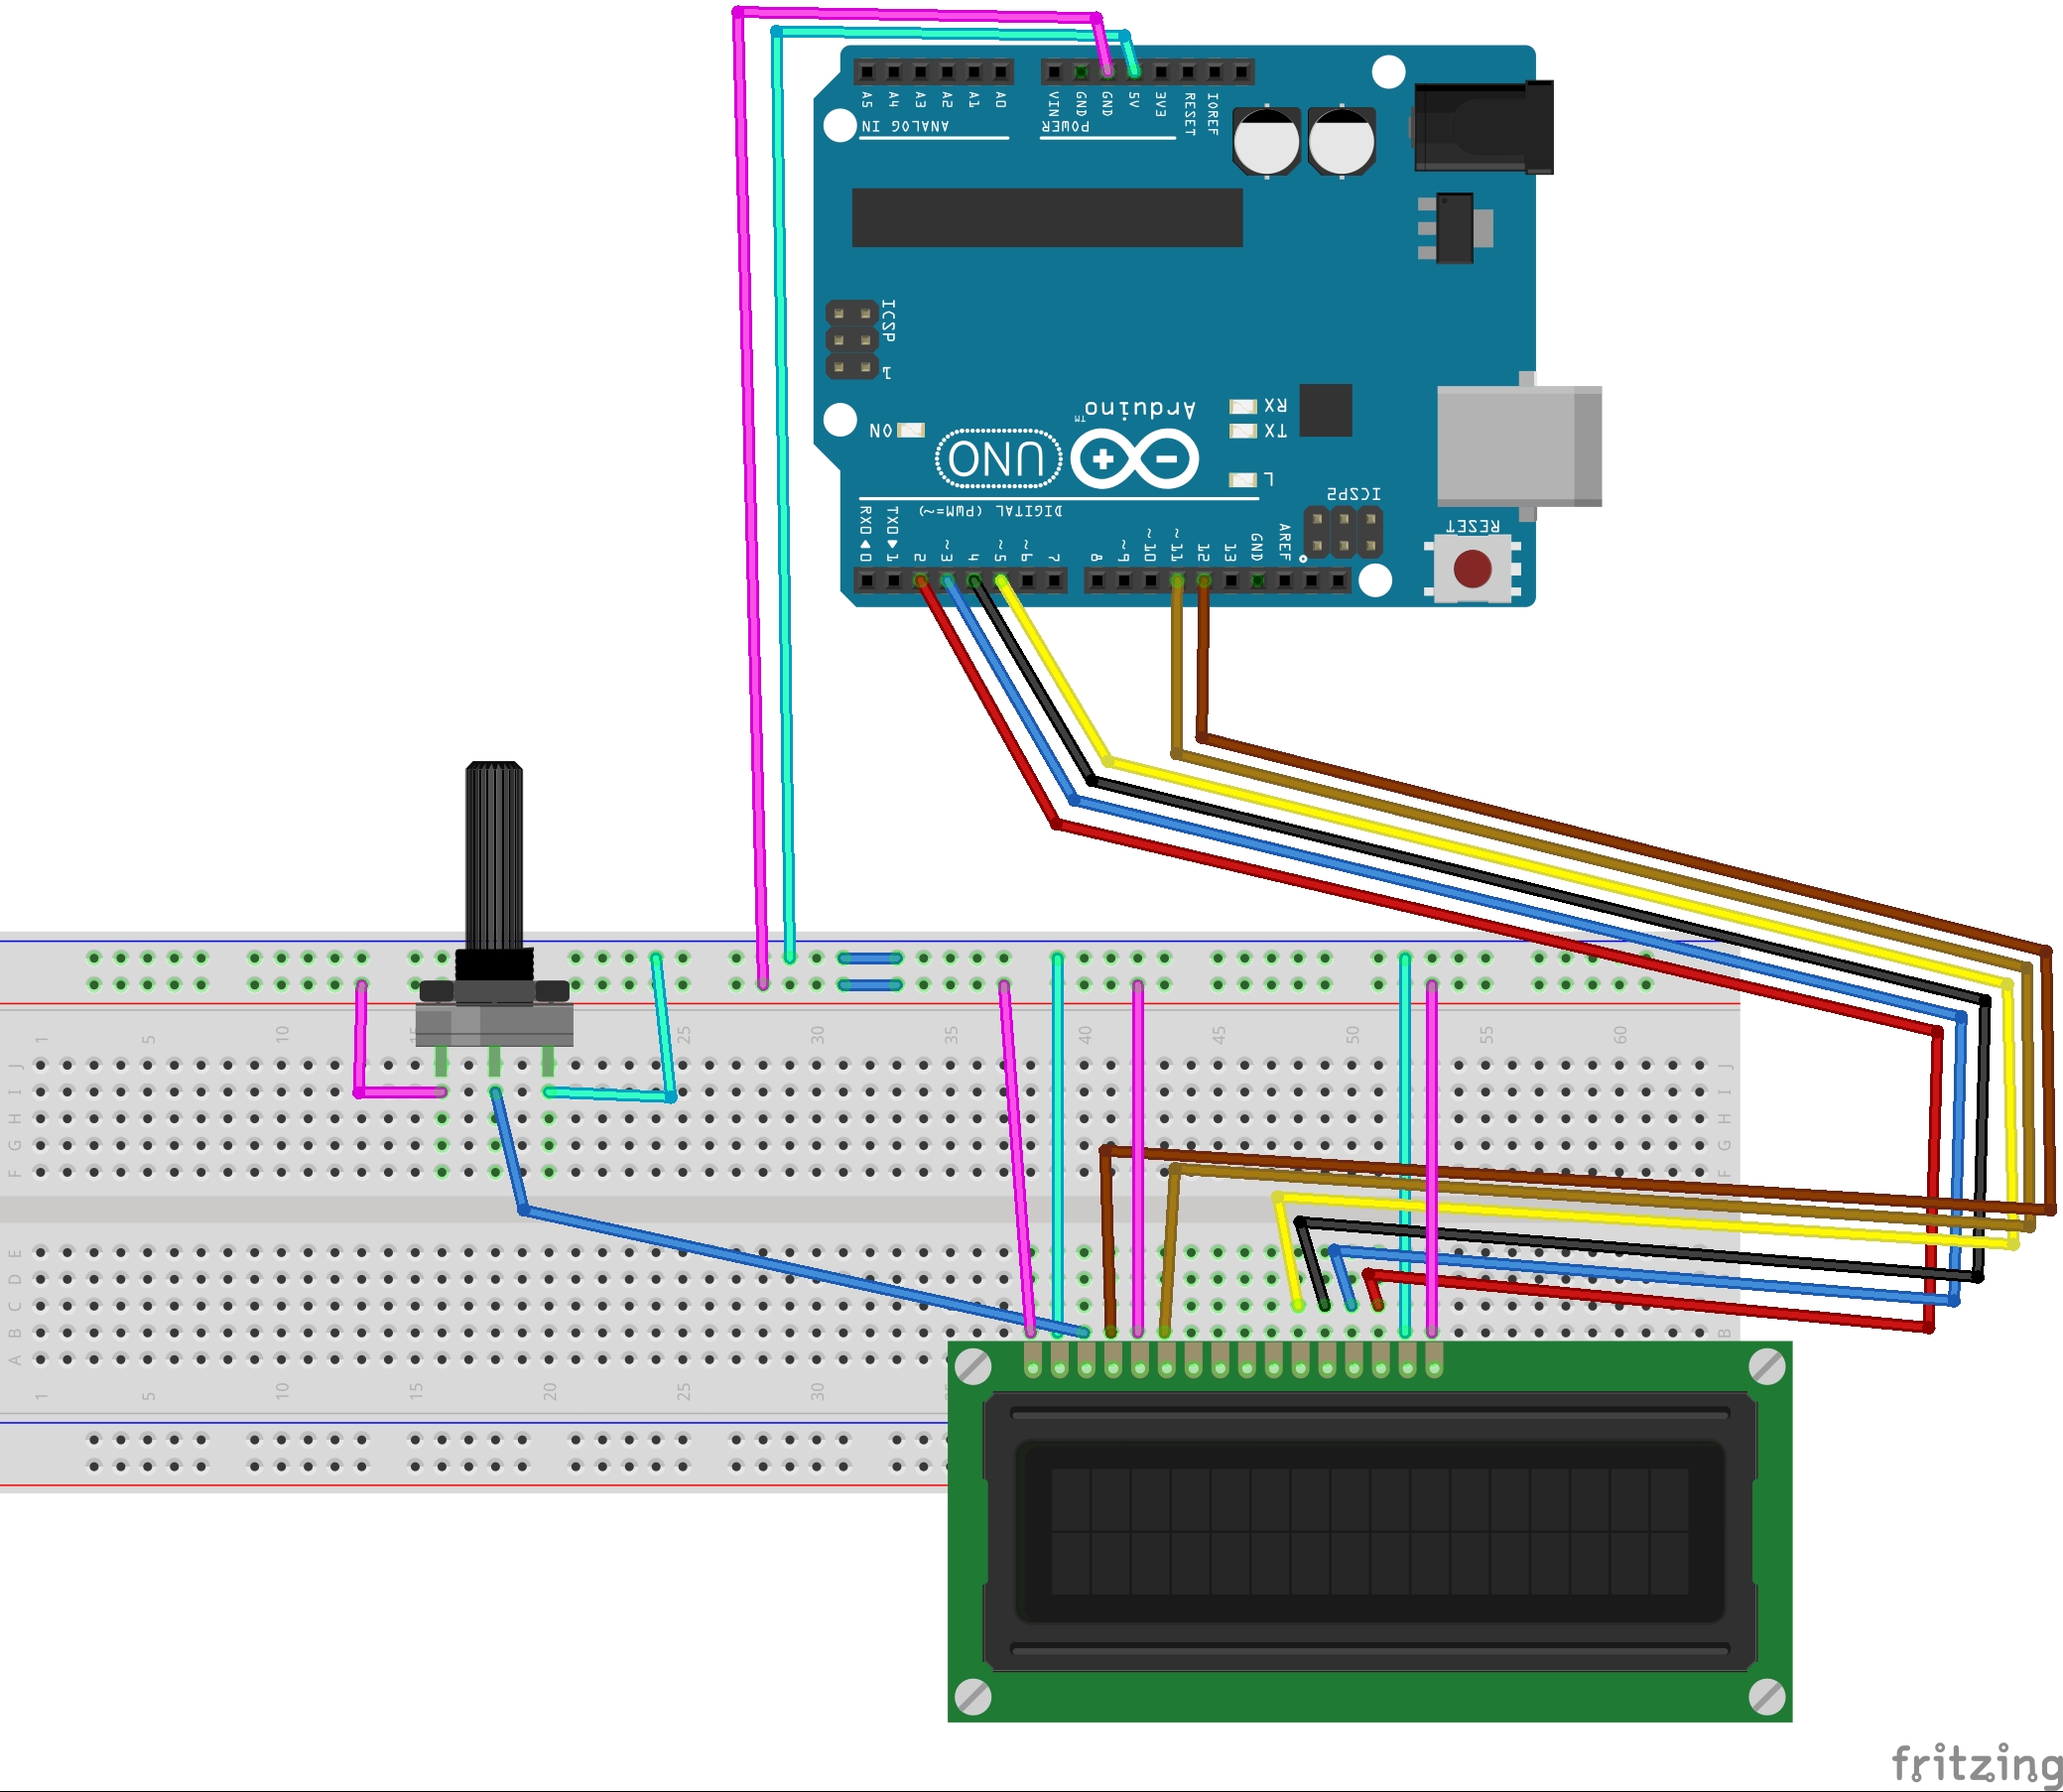 A5 A4 A3 A2 A1 A0
VIN GND GND 5V 3V3 RESET IOREF
ANALOG IN
POWER
ICSP
1
Arduino
TM
RX
ON
UNO
TX
L
ICSP2
DIGITAL (PWM=~)
RESET
RX0 0 TX0 1 2 ~3 4 ~5 ~6 7 8 ~9 ~10 ~11 12 13 GND AREF
1 5 10 25 30 35 40 45 50 55 60
J J
I I
H H
G G
F F
E
D
C
B B
A
1 5 10 15 20 25 30
fritzing